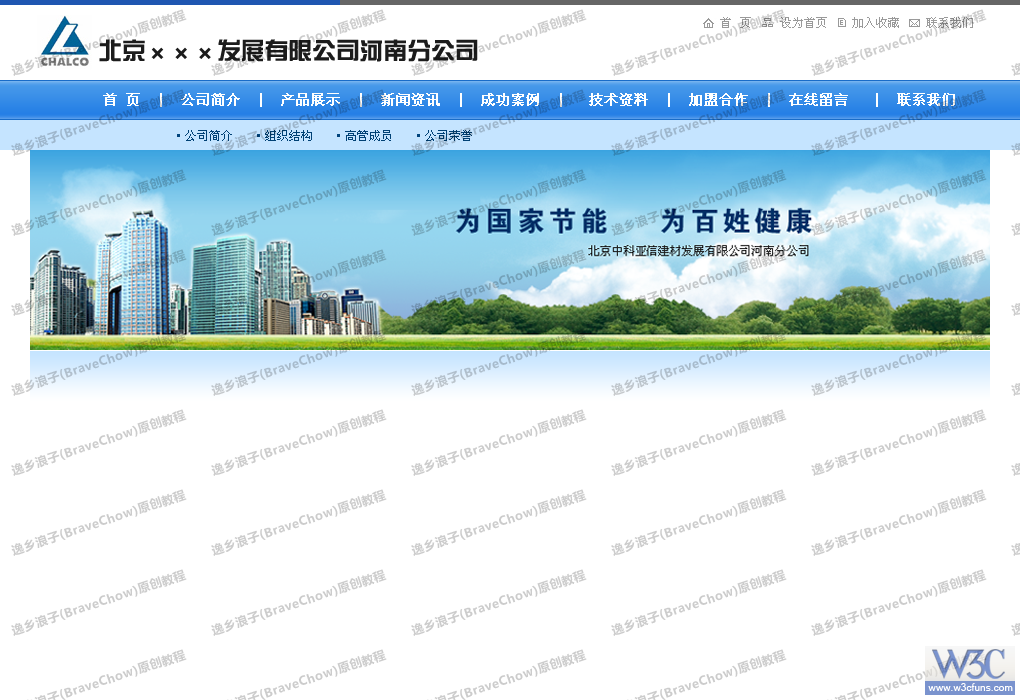 首 页 设为首页 加入收藏 联系我们
CHALCO
北京×××发展有限公司河南分公司
首 页 | 公司简介 | 产品展示 | 新闻资讯 | 成功案例 | 技术资料 | 加盟合作 | 在线留言 | 联系我们
·公司简介 ·组织结构 ·高管成员 ·公司荣誉
为国家节能 为百姓健康
北京中科亚信建材发展有限公司河南分公司
逸乡浪子(BraveChow)原创教程
W3C
www.w3cfuns.com